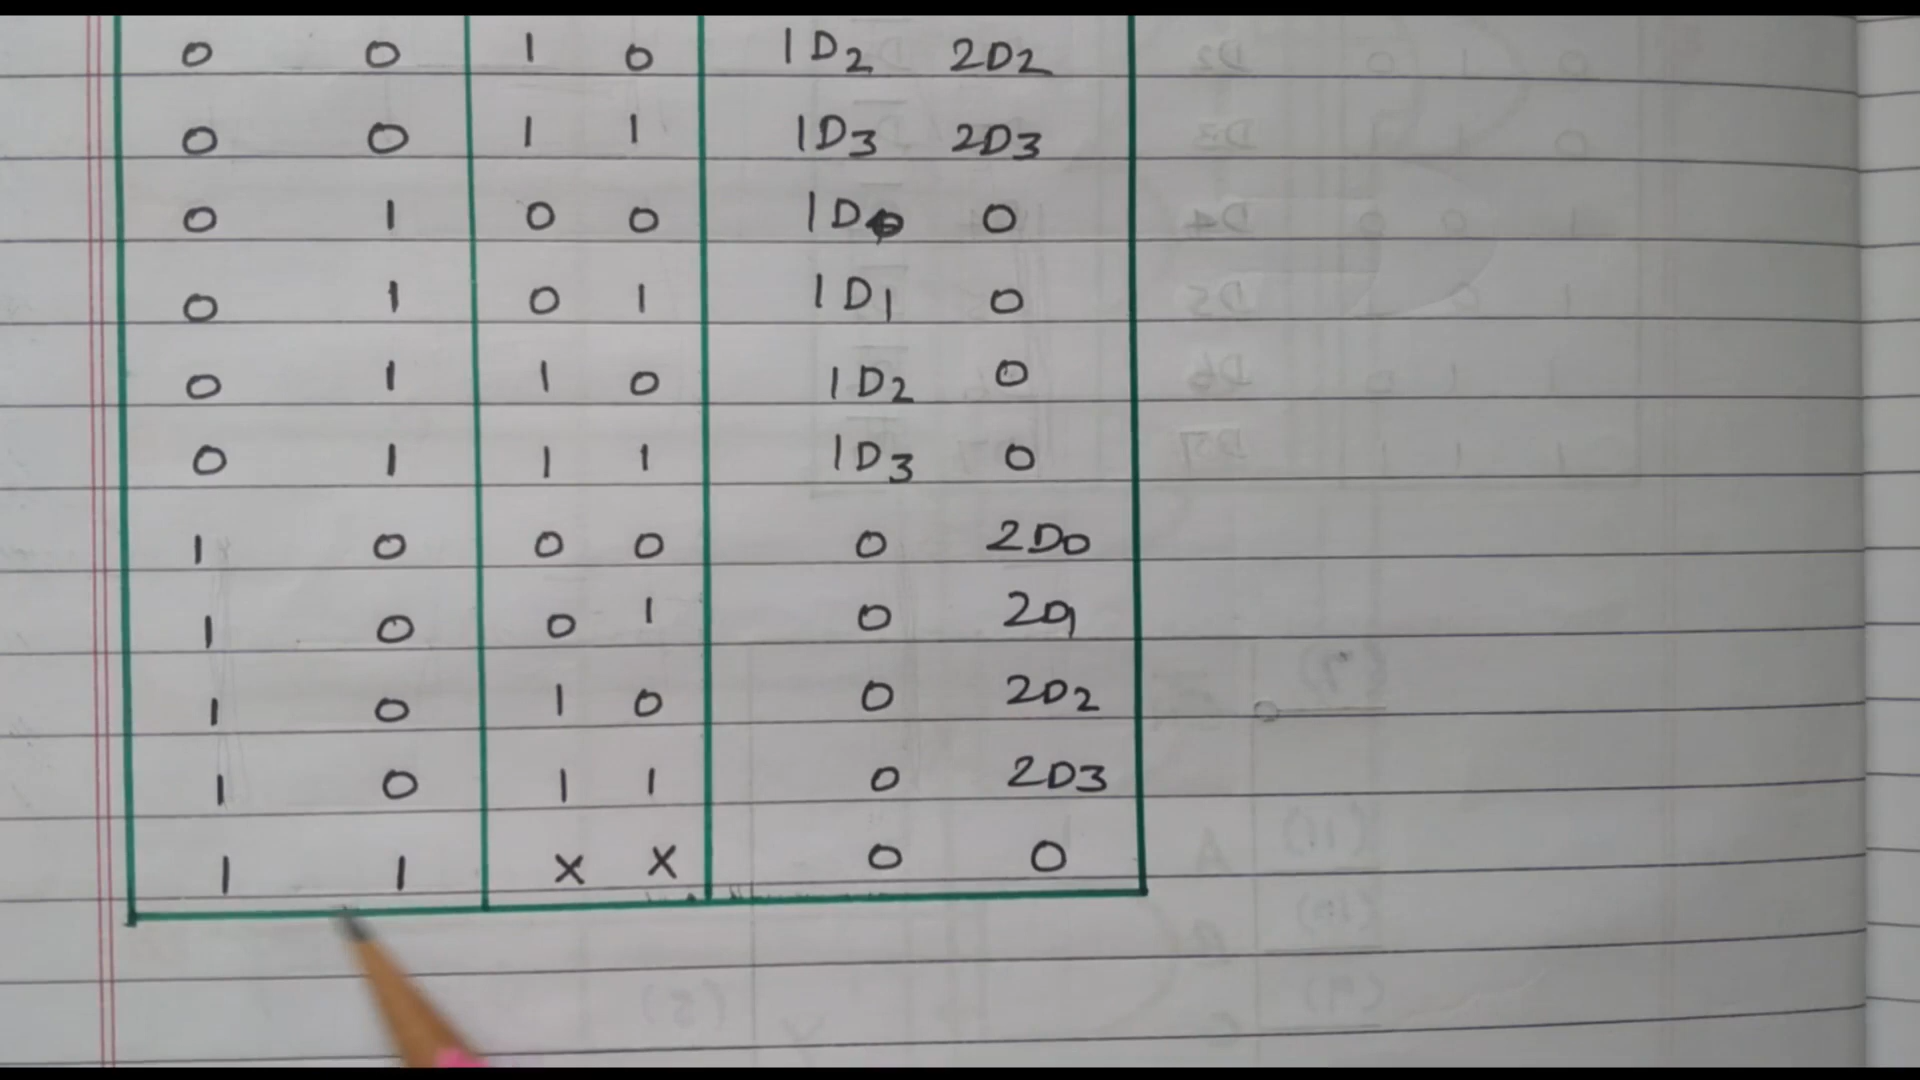 0 0 1 0 1D2 2D2
0 0 1 1 1D3 2D3
0 1 0 0 1D0 0
0 1 0 1 1D1 0
0 1 1 0 1D2 0
0 1 1 1 1D3 0
1 0 0 0 0 2D0
1 0 0 1 0 2D1
1 0 1 0 0 2D2
1 0 1 1 0 2D3
1 1 X X 0 0